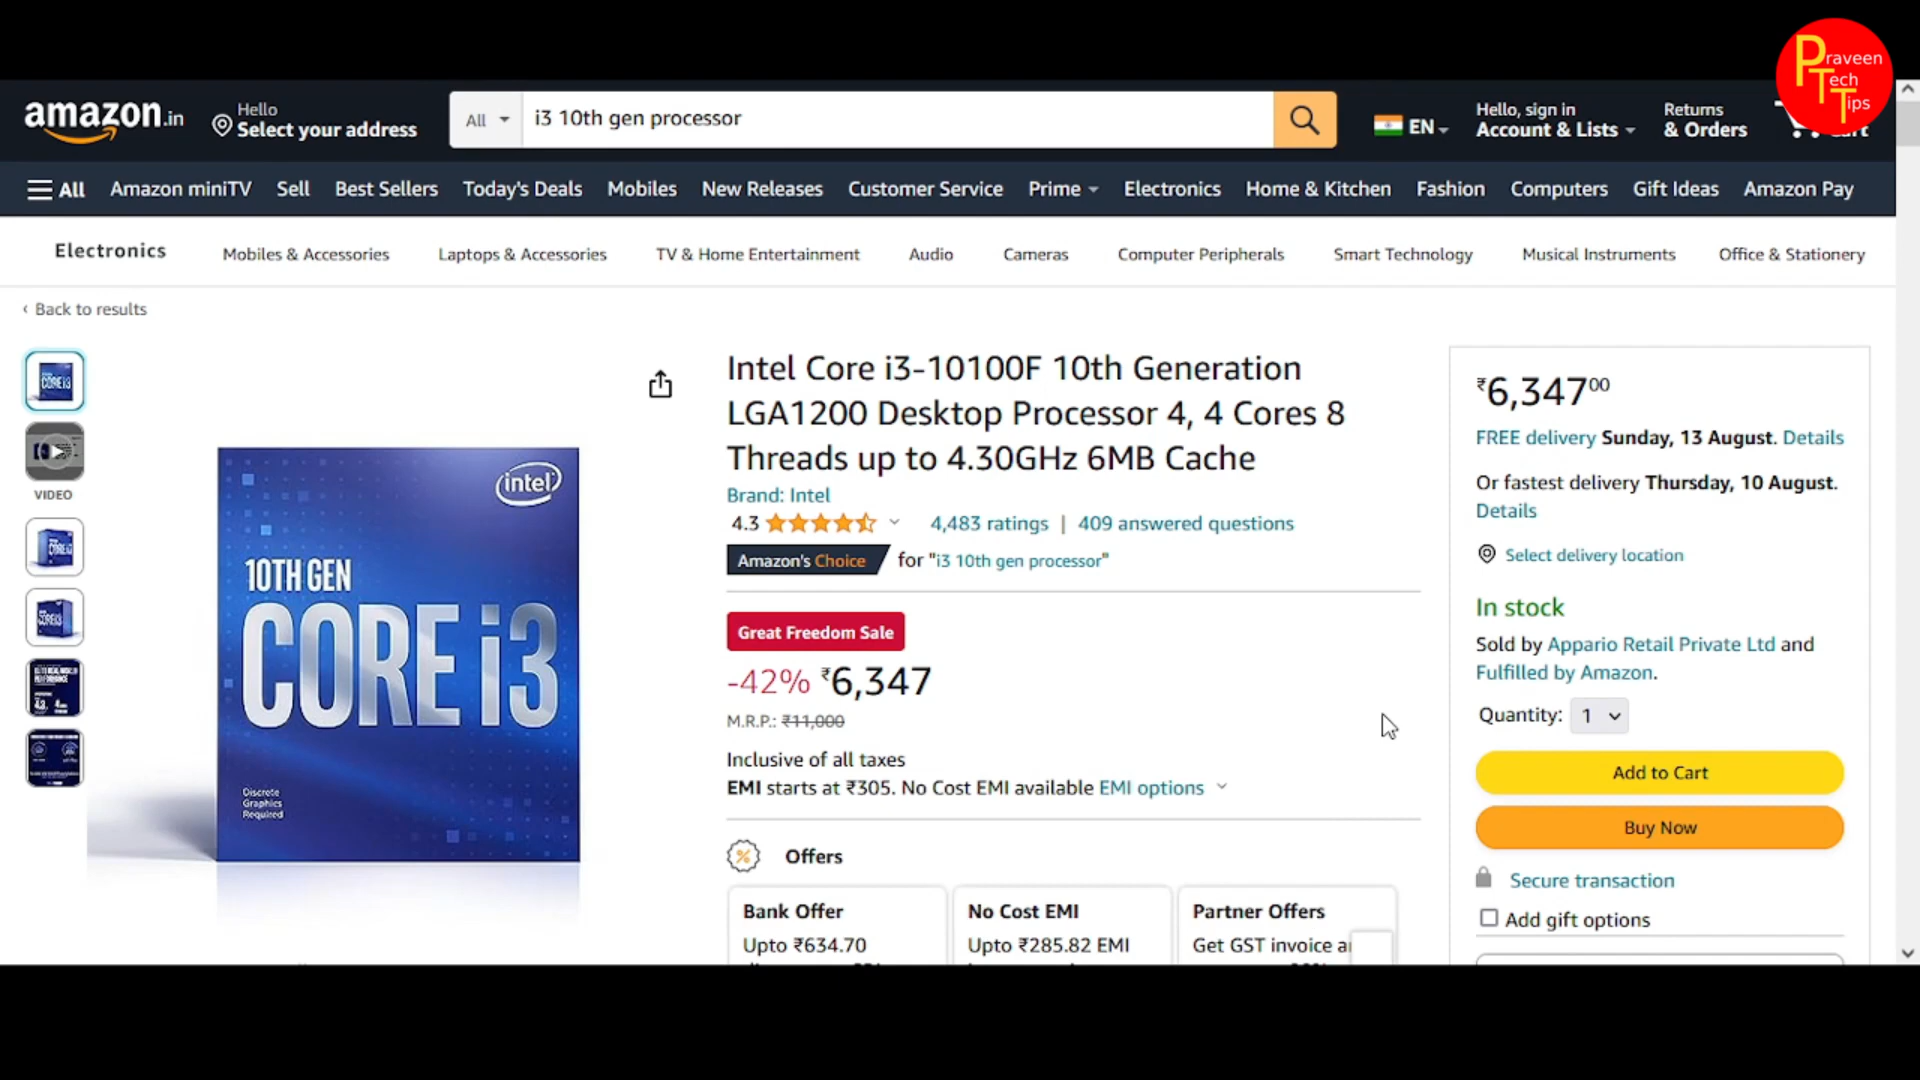 Praveen
Tech
Tips
amazon.in
Hello
Select your address
All
i3 10th gen processor
EN
Hello, sign in
Account & Lists
Returns
& Orders
Cart
All
Amazon miniTV
Sell
Best Sellers
Today's Deals
Mobiles
New Releases
Customer Service
Prime
Electronics
Home & Kitchen
Fashion
Computers
Gift Ideas
Amazon Pay
Electronics
Mobiles & Accessories
Laptops & Accessories
TV & Home Entertainment
Audio
Cameras
Computer Peripherals
Smart Technology
Musical Instruments
Office & Stationery
‹ Back to results
VIDEO
intel
10TH GEN
CORE i3
Discrete
Graphics
Required
Intel Core i3-10100F 10th Generation
LGA1200 Desktop Processor 4, 4 Cores 8
Threads up to 4.30GHz 6MB Cache
Brand: Intel
4.3
4,483 ratings | 409 answered questions
Amazon's Choice for "i3 10th gen processor"
Great Freedom Sale
-42% ₹6,347
M.R.P.: ₹11,000
Inclusive of all taxes
EMI starts at ₹305. No Cost EMI available EMI options
Offers
Bank Offer
Upto ₹634.70
No Cost EMI
Upto ₹285.82 EMI
Partner Offers
Get GST invoice
₹6,34700
FREE delivery Sunday, 13 August. Details
Or fastest delivery Thursday, 10 August.
Details
Select delivery location
In stock
Sold by Appario Retail Private Ltd and
Fulfilled by Amazon.
Quantity: 1
Add to Cart
Buy Now
Secure transaction
Add gift options